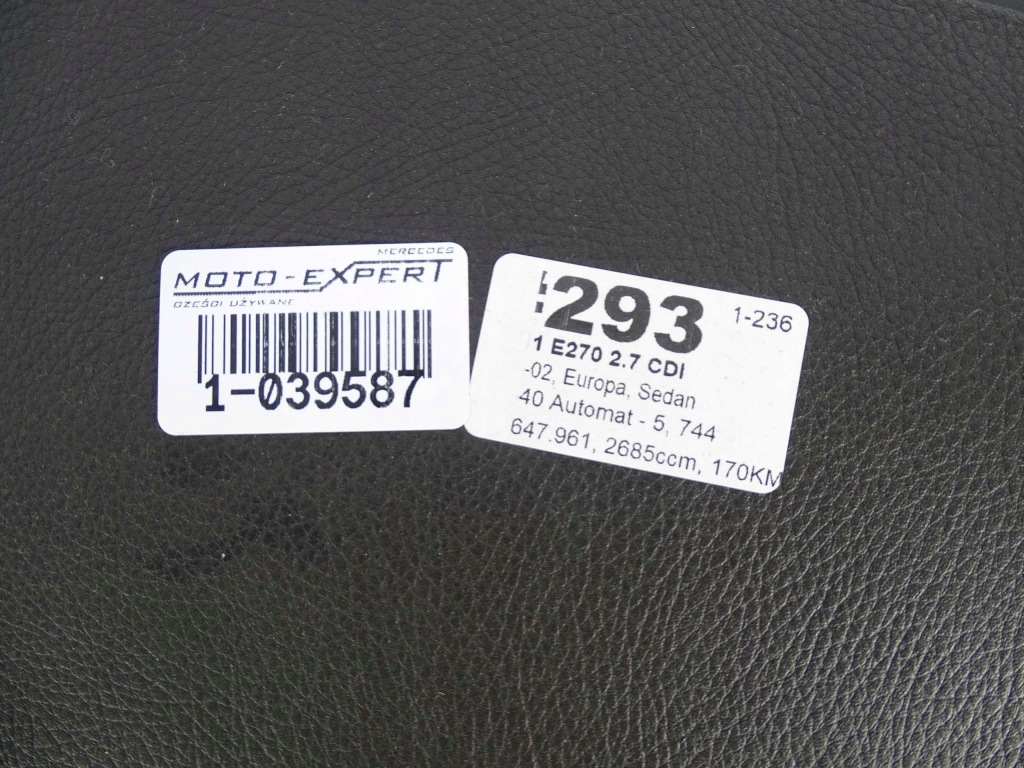 MERCEDES
MOTO-EXPERT
CZĘŚCI UŻYWANE
1-039587
293
1-236
1 E270 2.7 CDI
-02, Europa, Sedan
40 Automat - 5, 744
647.961, 2685ccm, 170KM